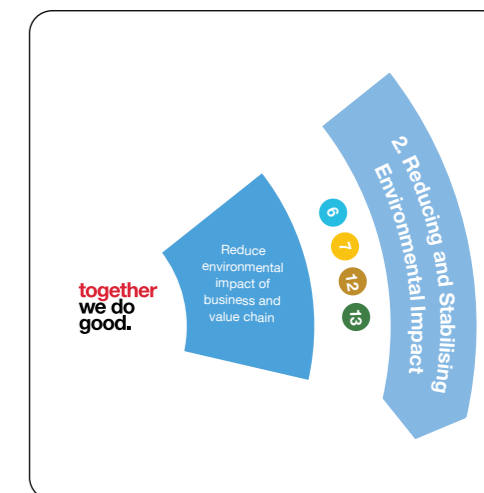 together
we do
good.
Reduce
environmental
impact of
business and
value chain
6
7
12
13
2. Reducing and Stabilising
Environmental Impact